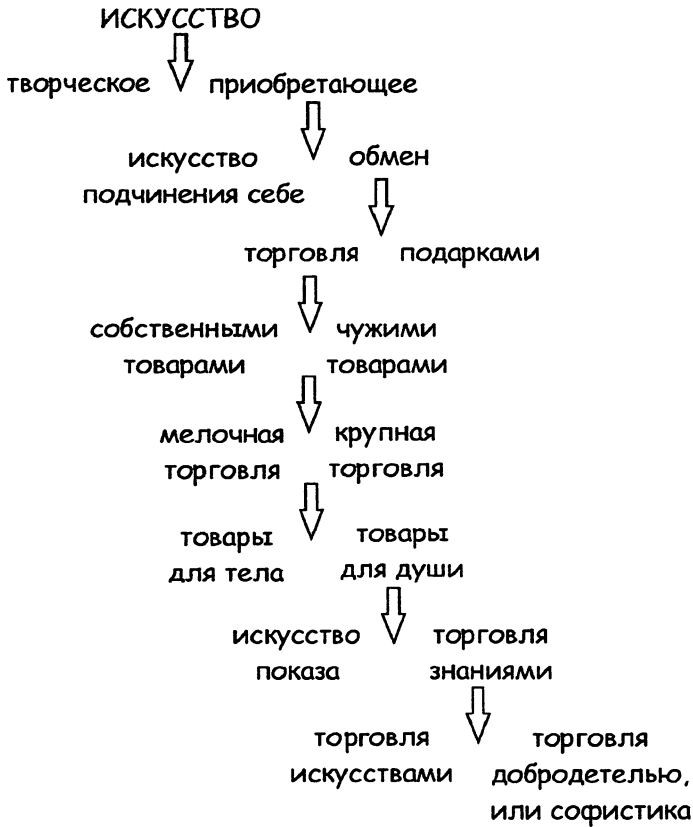 ИСКУССТВО
творческое приобретающее
искусство обмен
подчинения себе
торговля подарками
собственными чужими
товарами товарами
мелочная крупная
торговля торговля
товары товары
для тела для души
искусство торговля
показа знаниями
торговля торговля
искусствами добродетелью,
или софистика